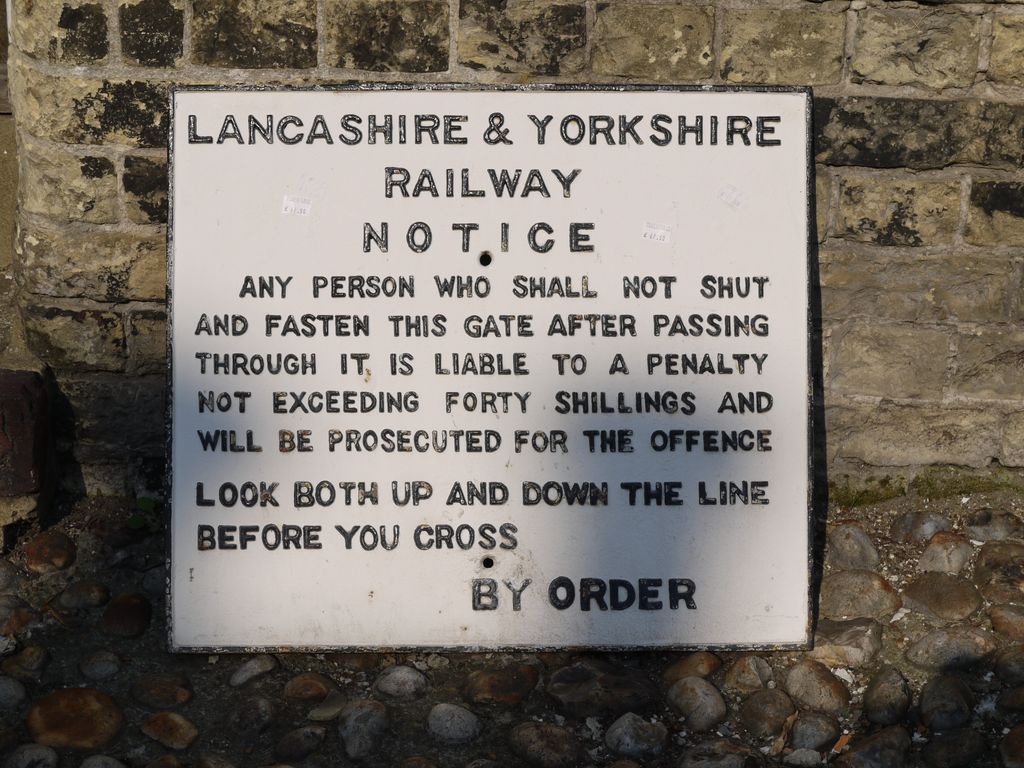 LANCASHIRE & YORKSHIRE
RAILWAY
NOTICE
ANY PERSON WHO SHALL NOT SHUT
AND FASTEN THIS GATE AFTER PASSING
THROUGH IT, IS LIABLE TO A PENALTY
NOT EXCEEDING FORTY SHILLINGS AND
WILL BE PROSECUTED FOR THE OFFENCE
LOOK BOTH UP AND DOWN THE LINE
BEFORE YOU CROSS
BY ORDER